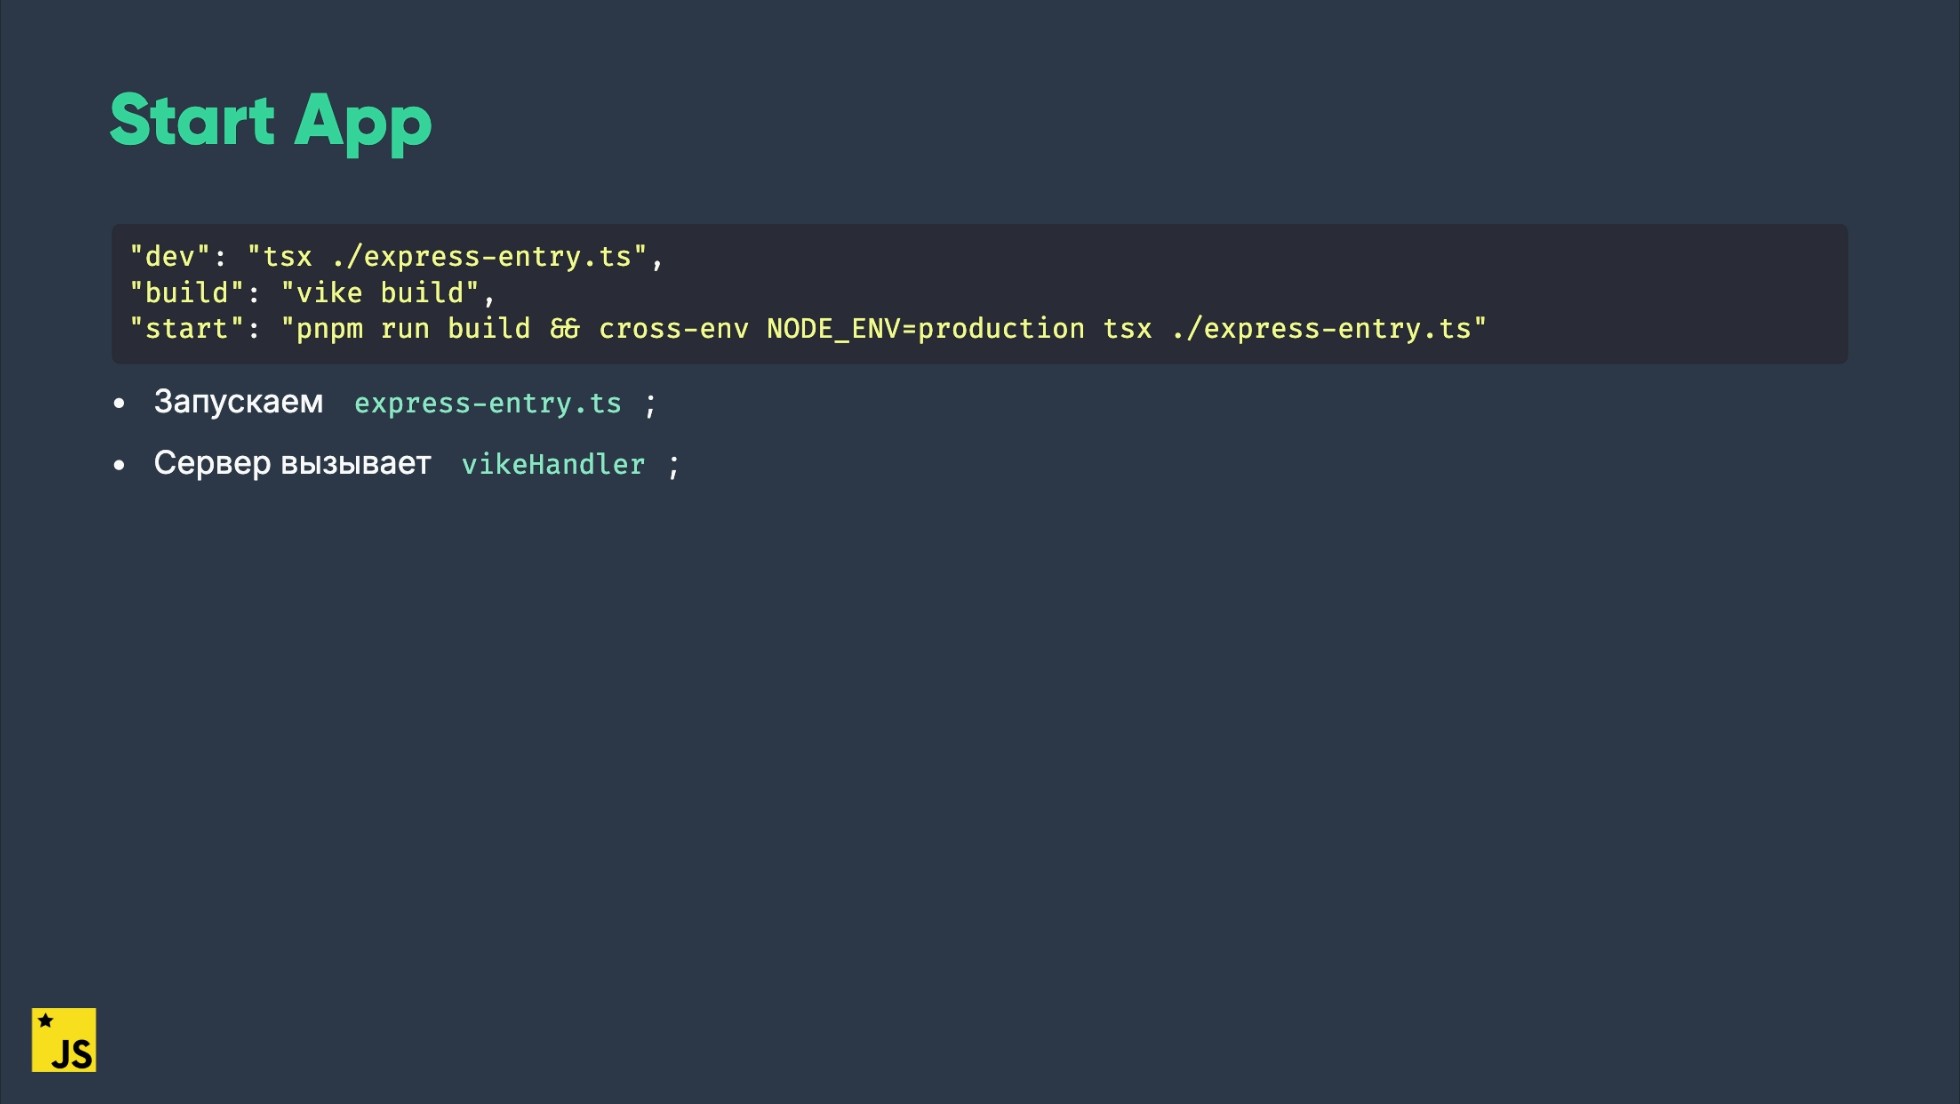 Start App
"dev": "tsx ./express-entry.ts",
"build": "vike build",
"start": "pnpm run build && cross-env NODE_ENV=production tsx ./express-entry.ts"
• Запускаем express-entry.ts ;
• Сервер вызывает vikeHandler ;
JS